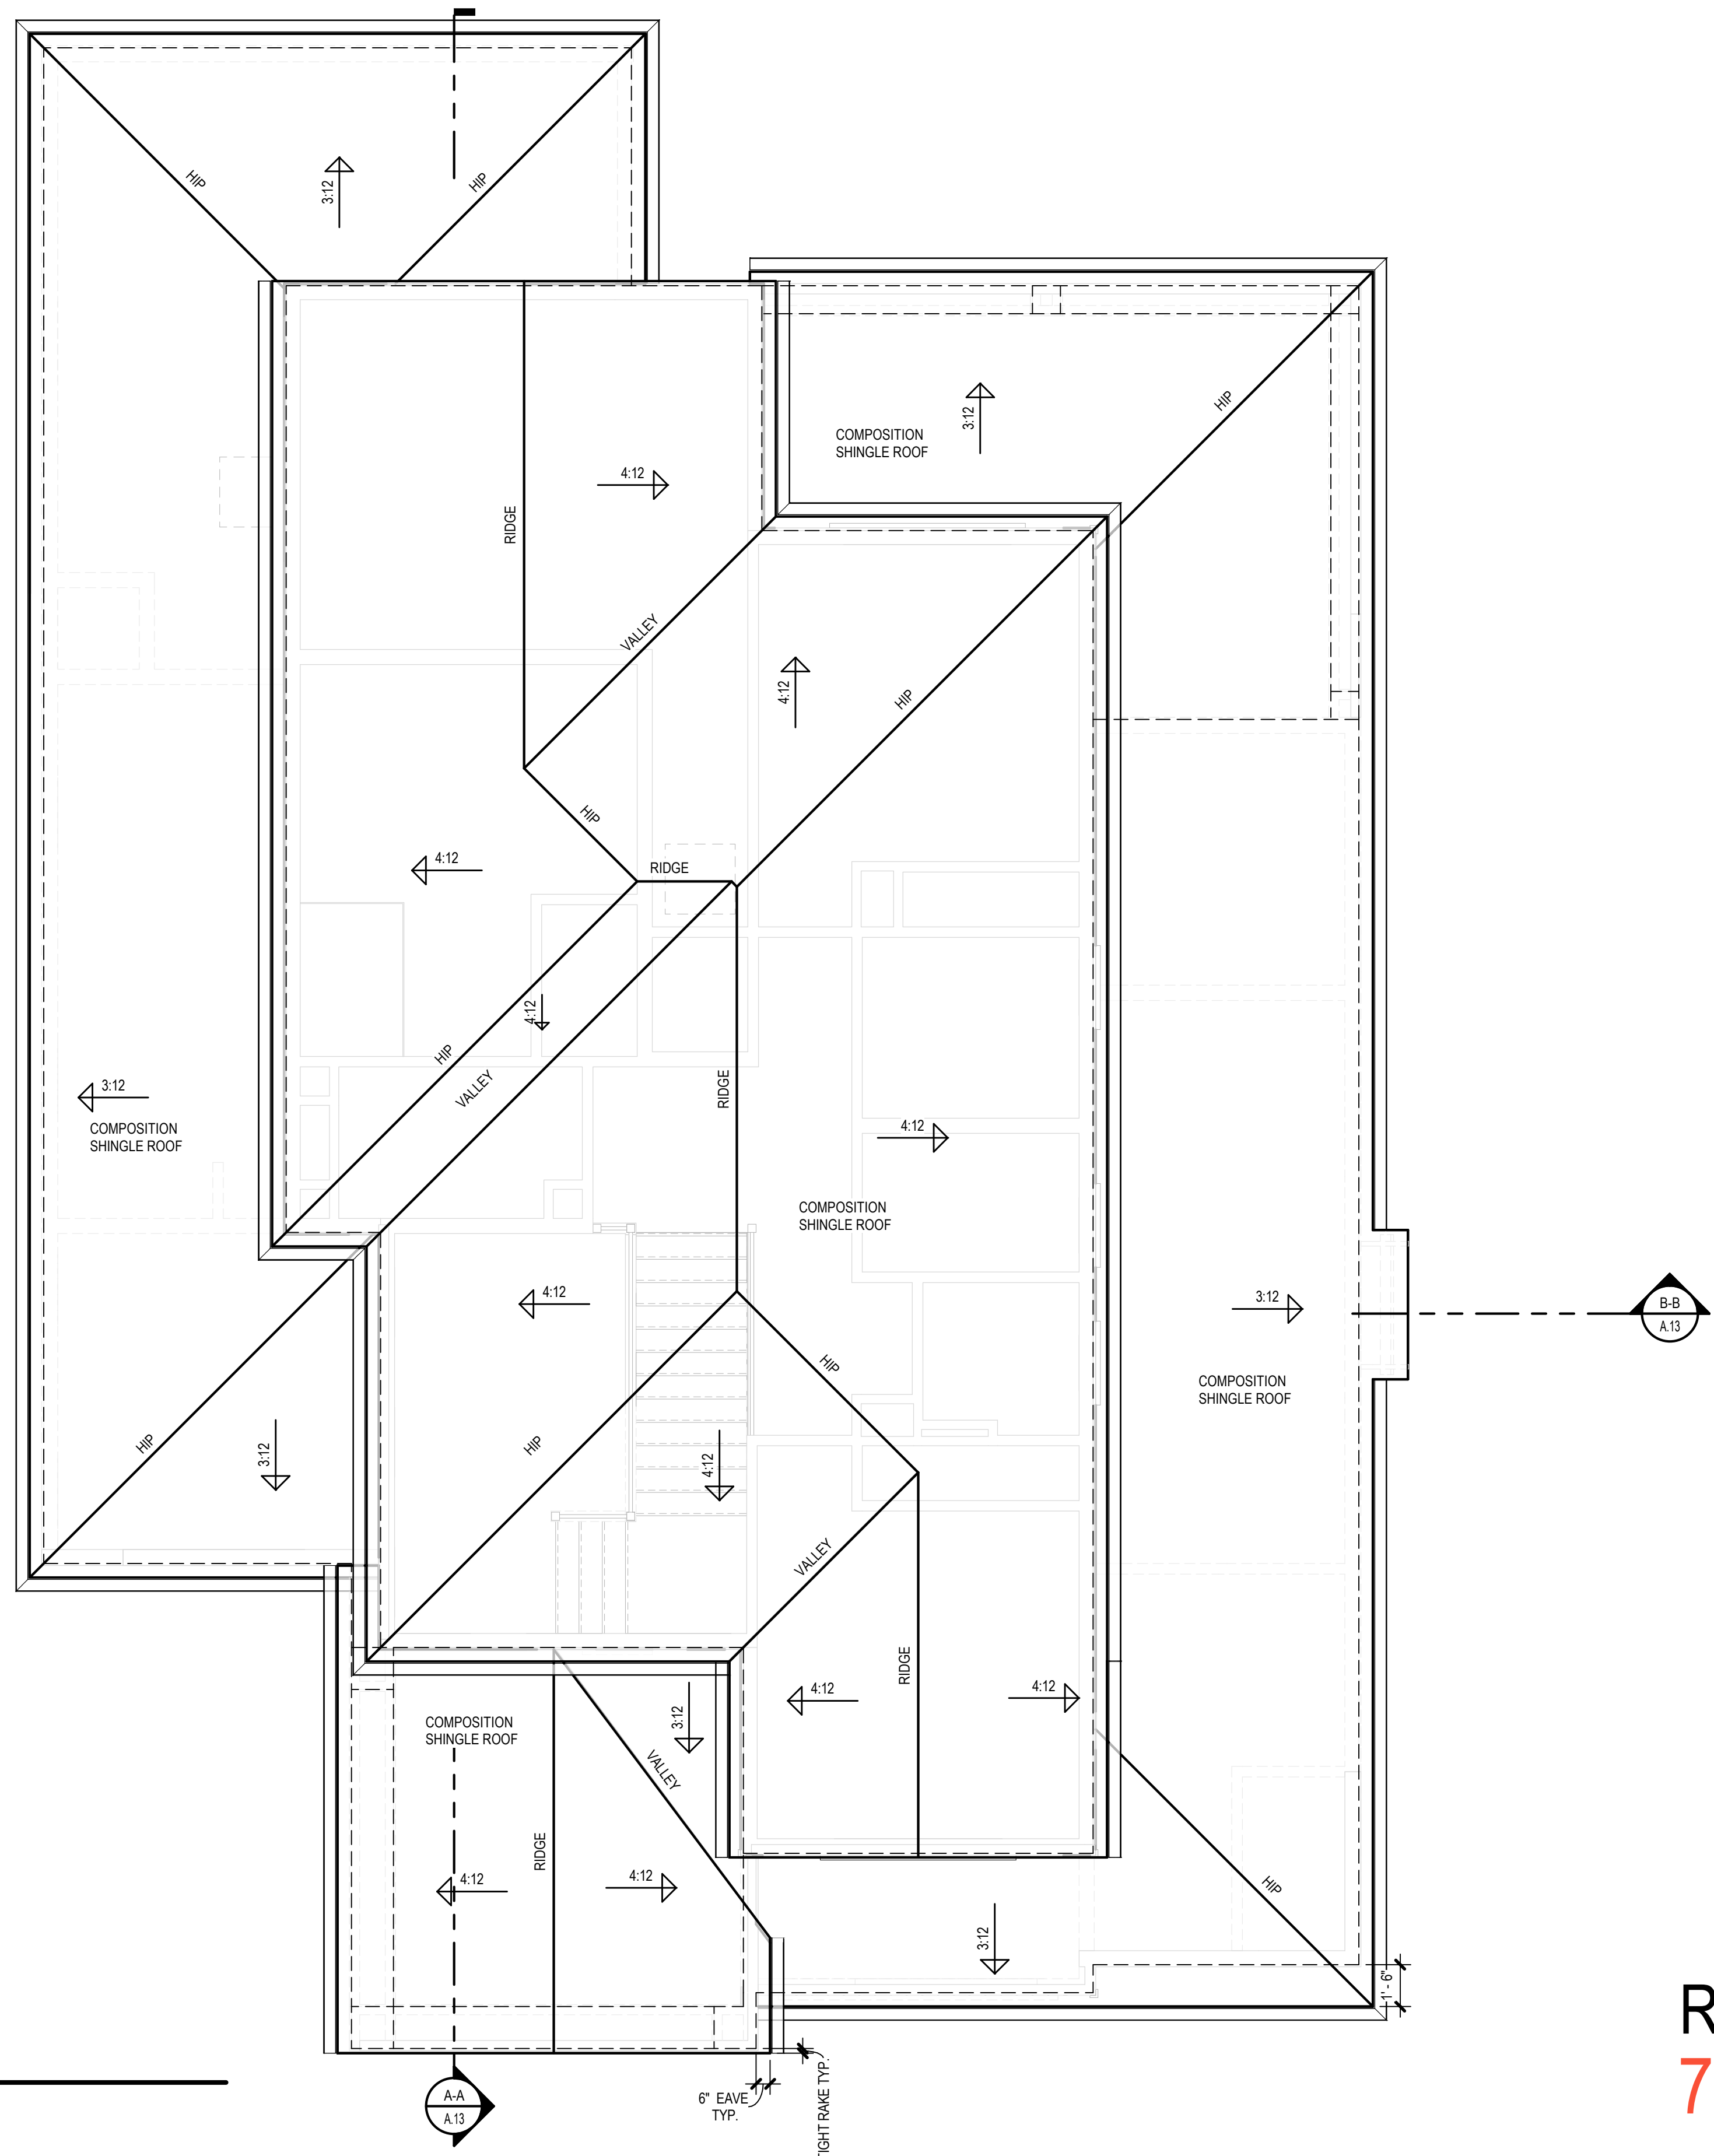 HIP
HIP
3:12
COMPOSITION
SHINGLE ROOF
3:12
HIP
4:12
RIDGE
VALLEY
4:12
HIP
HIP
4:12
RIDGE
4:12
HIP
VALLEY
RIDGE
3:12
COMPOSITION
SHINGLE ROOF
4:12
COMPOSITION
SHINGLE ROOF
4:12
3:12
B-B
A.13
COMPOSITION
SHINGLE ROOF
HIP
HIP
3:12
HIP
4:12
VALLEY
RIDGE
4:12
4:12
COMPOSITION
SHINGLE ROOF
3:12
VALLEY
RIDGE
4:12
4:12
HIP
3:12
1' - 6"
R
7
A-A
A.13
6" EAVE
TYP.
TIGHT RAKE TYP.